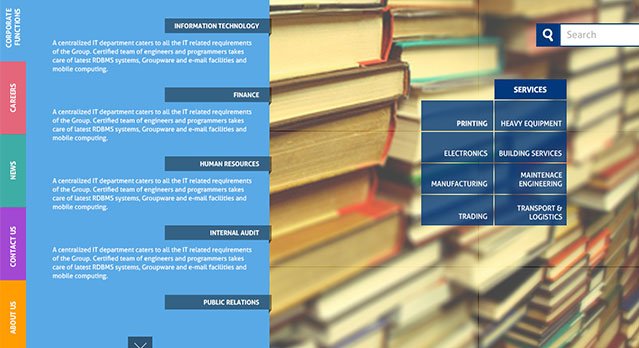 CORPORATE
FUNCTIONS
CAREERS
NEWS
CONTACT US
ABOUT US
INFORMATION TECHNOLOGY
A centralized IT department caters to all the IT related requirements
of the Group. Certified team of engineers and programmers takes
care of latest RDBMS systems, Groupware and e-mail facilities and
mobile computing.
FINANCE
A centralized IT department caters to all the IT related requirements
of the Group. Certified team of engineers and programmers takes
care of latest RDBMS systems, Groupware and e-mail facilities and
mobile computing.
HUMAN RESOURCES
A centralized IT department caters to all the IT related requirements
of the Group. Certified team of engineers and programmers takes
care of latest RDBMS systems, Groupware and e-mail facilities and
mobile computing.
INTERNAL AUDIT
A centralized IT department caters to all the IT related requirements
of the Group. Certified team of engineers and programmers takes
care of latest RDBMS systems, Groupware and e-mail facilities and
mobile computing.
PUBLIC RELATIONS
Search
SERVICES
PRINTING
HEAVY EQUIPMENT
ELECTRONICS
BUILDING SERVICES
MANUFACTURING
MAINTENACE
ENGINEERING
TRADING
TRANSPORT &
LOGISTICS